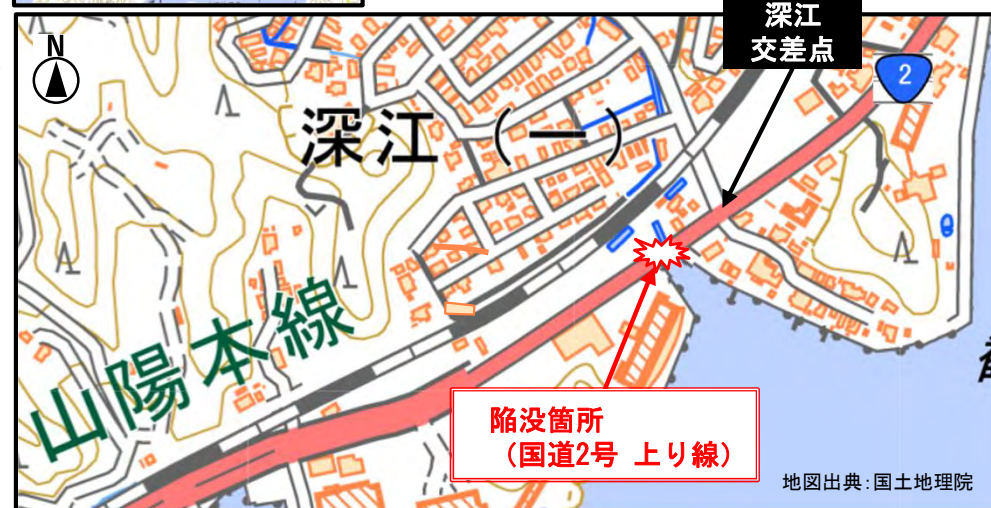 深江
交差点
N
2
深江（一）
山陽本線
陥没箇所
（国道2号 上り線）
地図出典：国土地理院